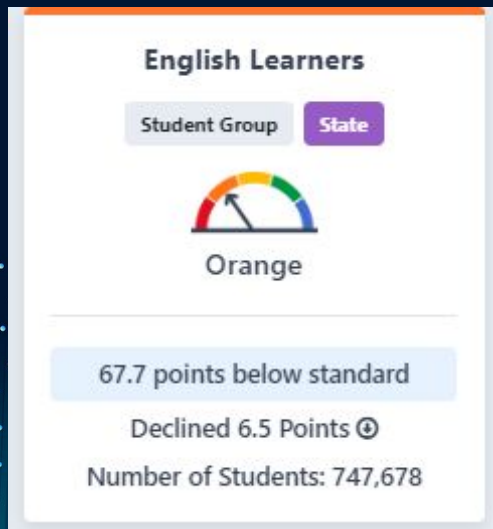 English Learners
Student Group State
Orange
67.7 points below standard
Declined 6.5 Points
Number of Students: 747,678